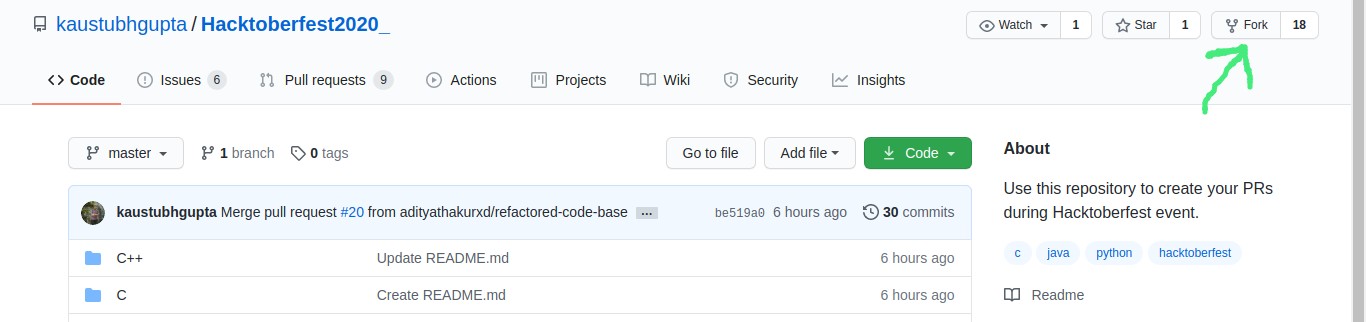 kaustubhgupta / Hacktoberfest2020_ Watch 1 Star 1 Fork 18
Code Issues 6 Pull requests 9 Actions Projects Wiki Security Insights
master 1 branch 0 tags Go to file Add file Code
About
Use this repository to create your PRs
during Hacktoberfest event.
kaustubhgupta Merge pull request #20 from adityathakurxd/refactored-code-base ... be519a0 6 hours ago 30 commits
C++ Update README.md 6 hours ago
c java python hacktoberfest
C Create README.md 6 hours ago
Readme